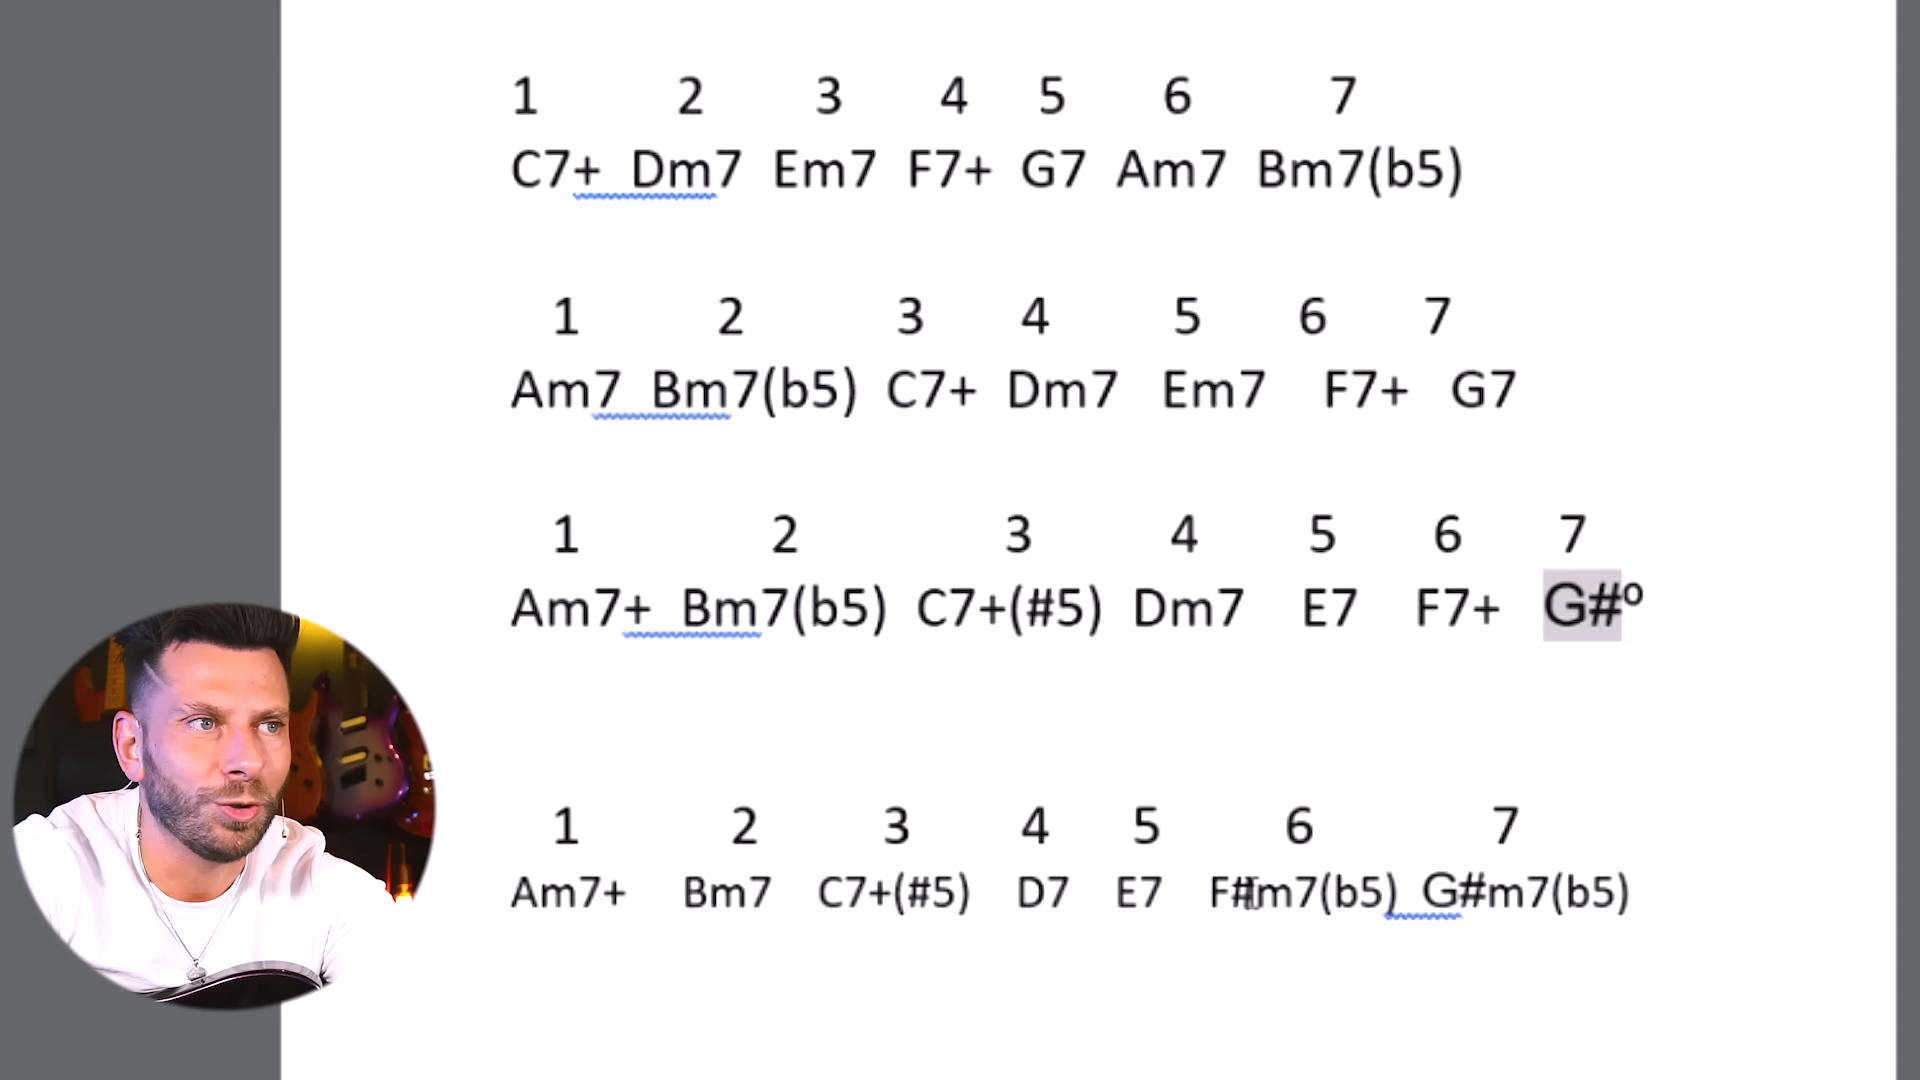 1 2 3 4 5 6 7
C7+ Dm7 Em7 F7+ G7 Am7 Bm7(b5)
1 2 3 4 5 6 7
Am7 Bm7(b5) C7+ Dm7 Em7 F7+ G7
1 2 3 4 5 6 7
Am7+ Bm7(b5) C7+(#5) Dm7 E7 F7+ G#º
1 2 3 4 5 6 7
Am7+ Bm7 C7+(#5) D7 E7 F#m7(b5) G#m7(b5)